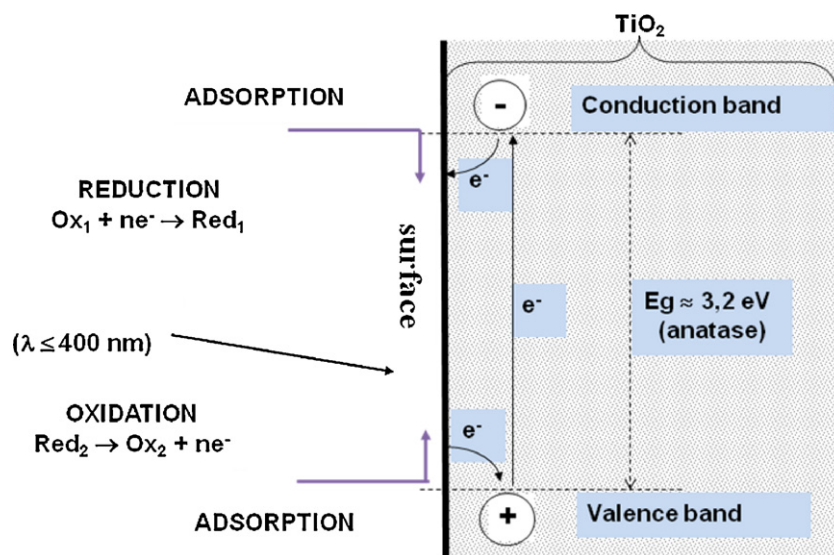 TiO₂
ADSORPTION
-
Conduction band
REDUCTION
Ox₁ + ne⁻ → Red₁
e⁻
surface
e⁻
Eg ≈ 3,2 eV
(anatase)
(λ ≤ 400 nm)
OXIDATION
Red₂ → Ox₂ + ne⁻
e⁻
ADSORPTION
+
Valence band